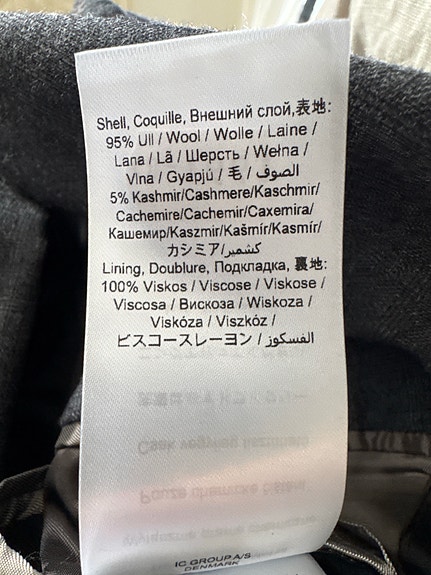 Shell, Coquille, Внешний слой,表地:
95% Ull / Wool / Wolle / Laine /
Lana / Lã / Шерсть / Wełna /
Vlna / Gyapjú / 毛 / الصوف /
5% Kashmir/Cashmere/Kaschmir/
Cachemire/Cachemir/Caxemira/
Кашемир/Kaszmir/Kašmír/Kasmír/
カシミア/كشمير
Lining, Doublure, Подкладка, 裏地:
100% Viskos / Viscose / Viskose /
Viscosa / Вискоза / Wiskoza /
Viskóza / Viszkóz /
ビスコースレーヨン / الفسكوز
IC GROUP A/S
DENMARK